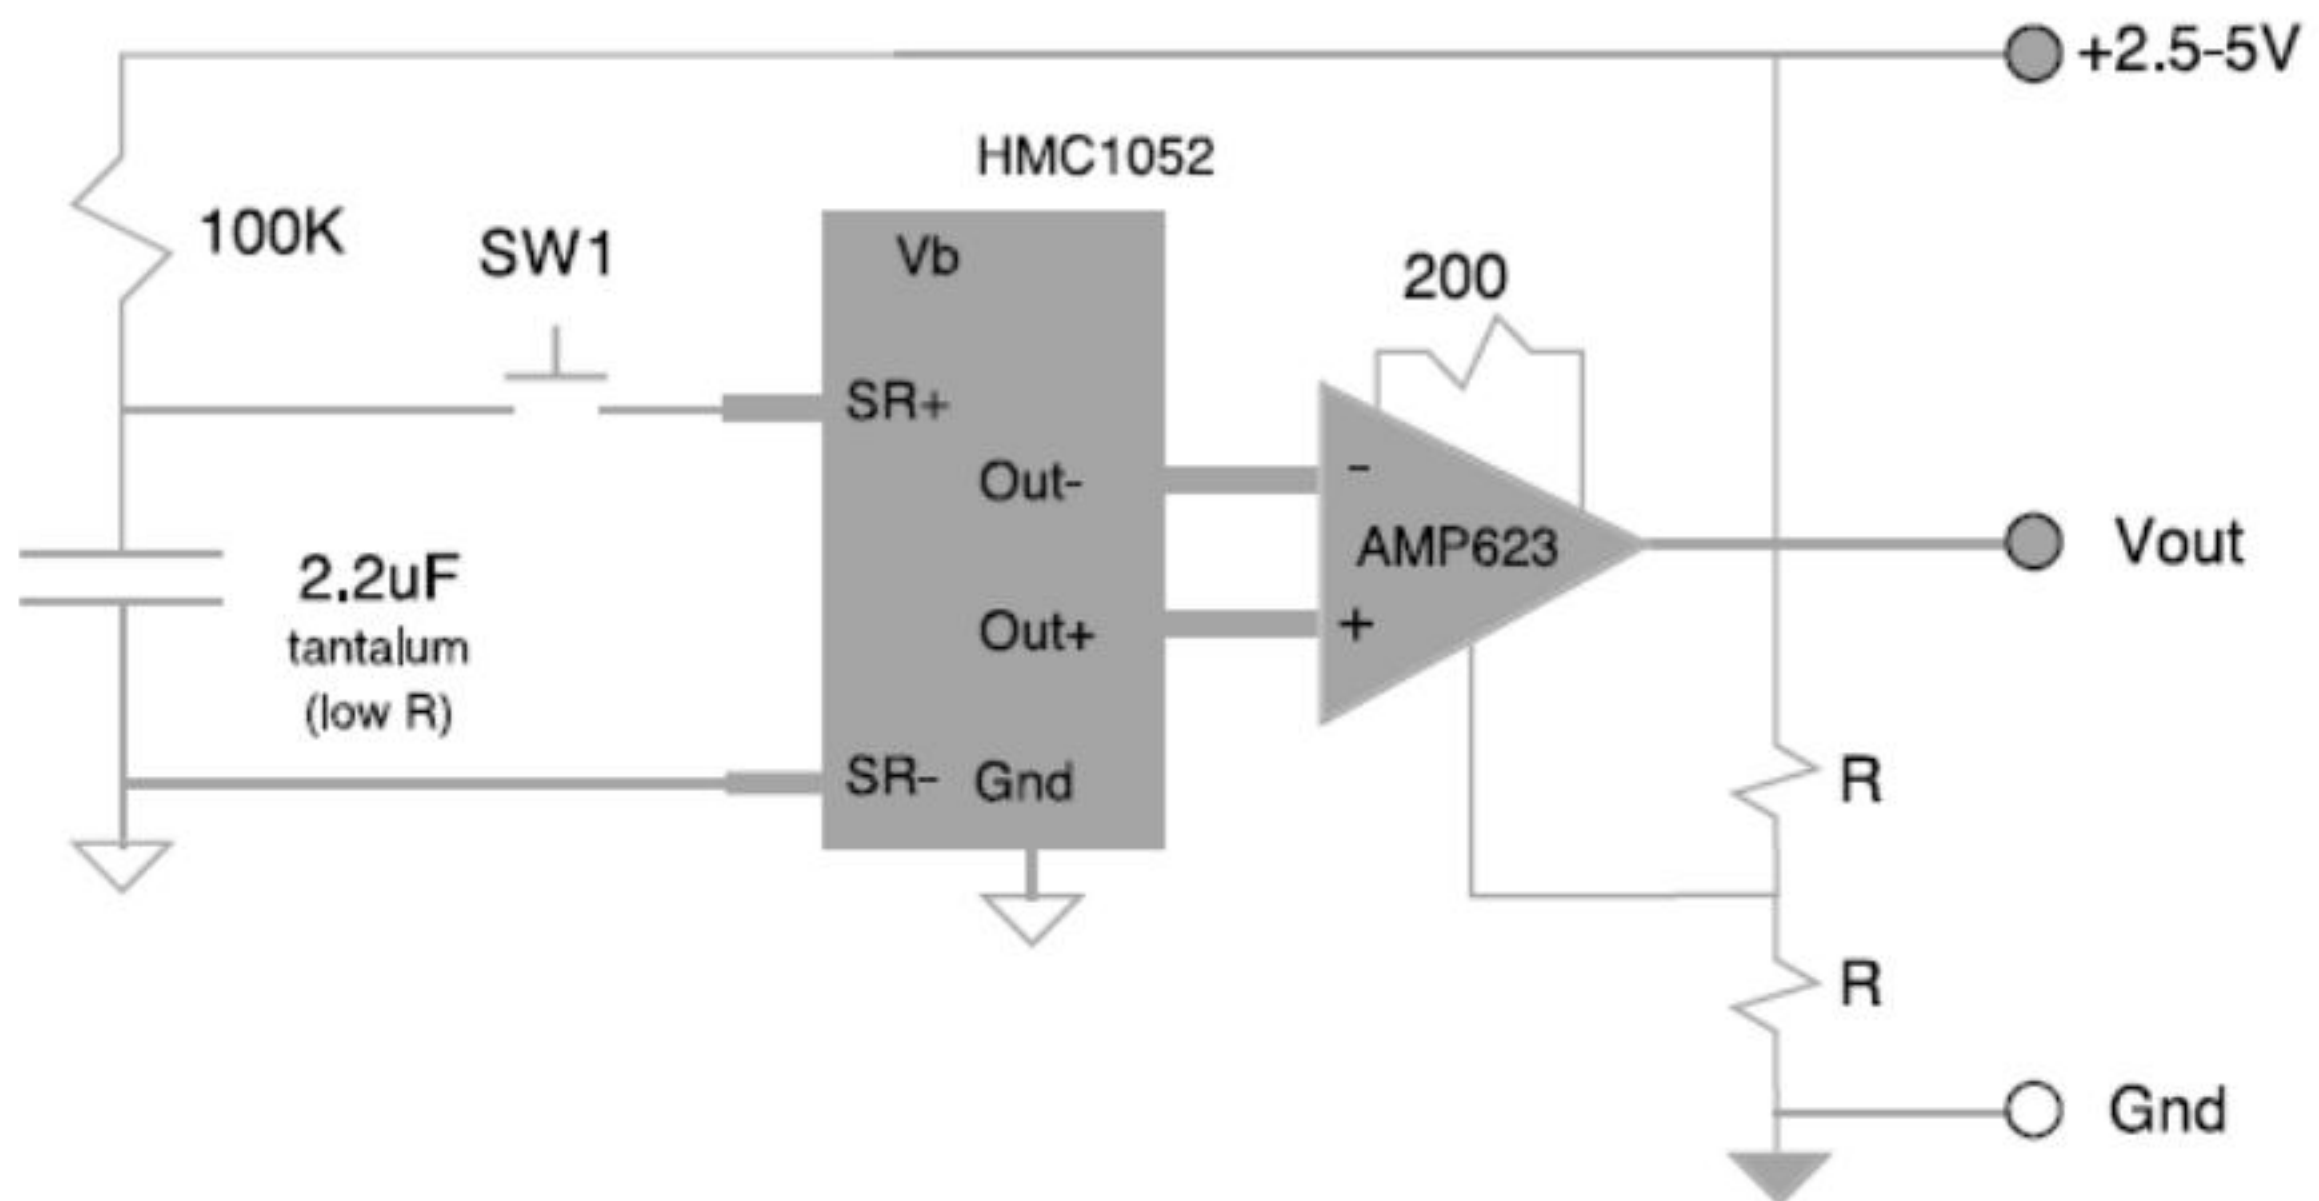 +2.5-5V
HMC1052
100K
SW1
Vb
200
SR+
Out-
-
AMP623
Vout
2.2uF
tantalum
(low R)
Out+
+
SR-
Gnd
R
R
Gnd